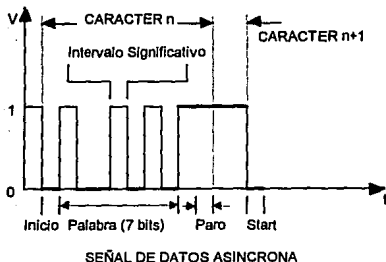 V
CARACTER n
CARACTER n+1
Intervalo Significativo
1
0
t
Inicio Palabra (7 bits) Paro Start
SEÑAL DE DATOS ASINCRONA